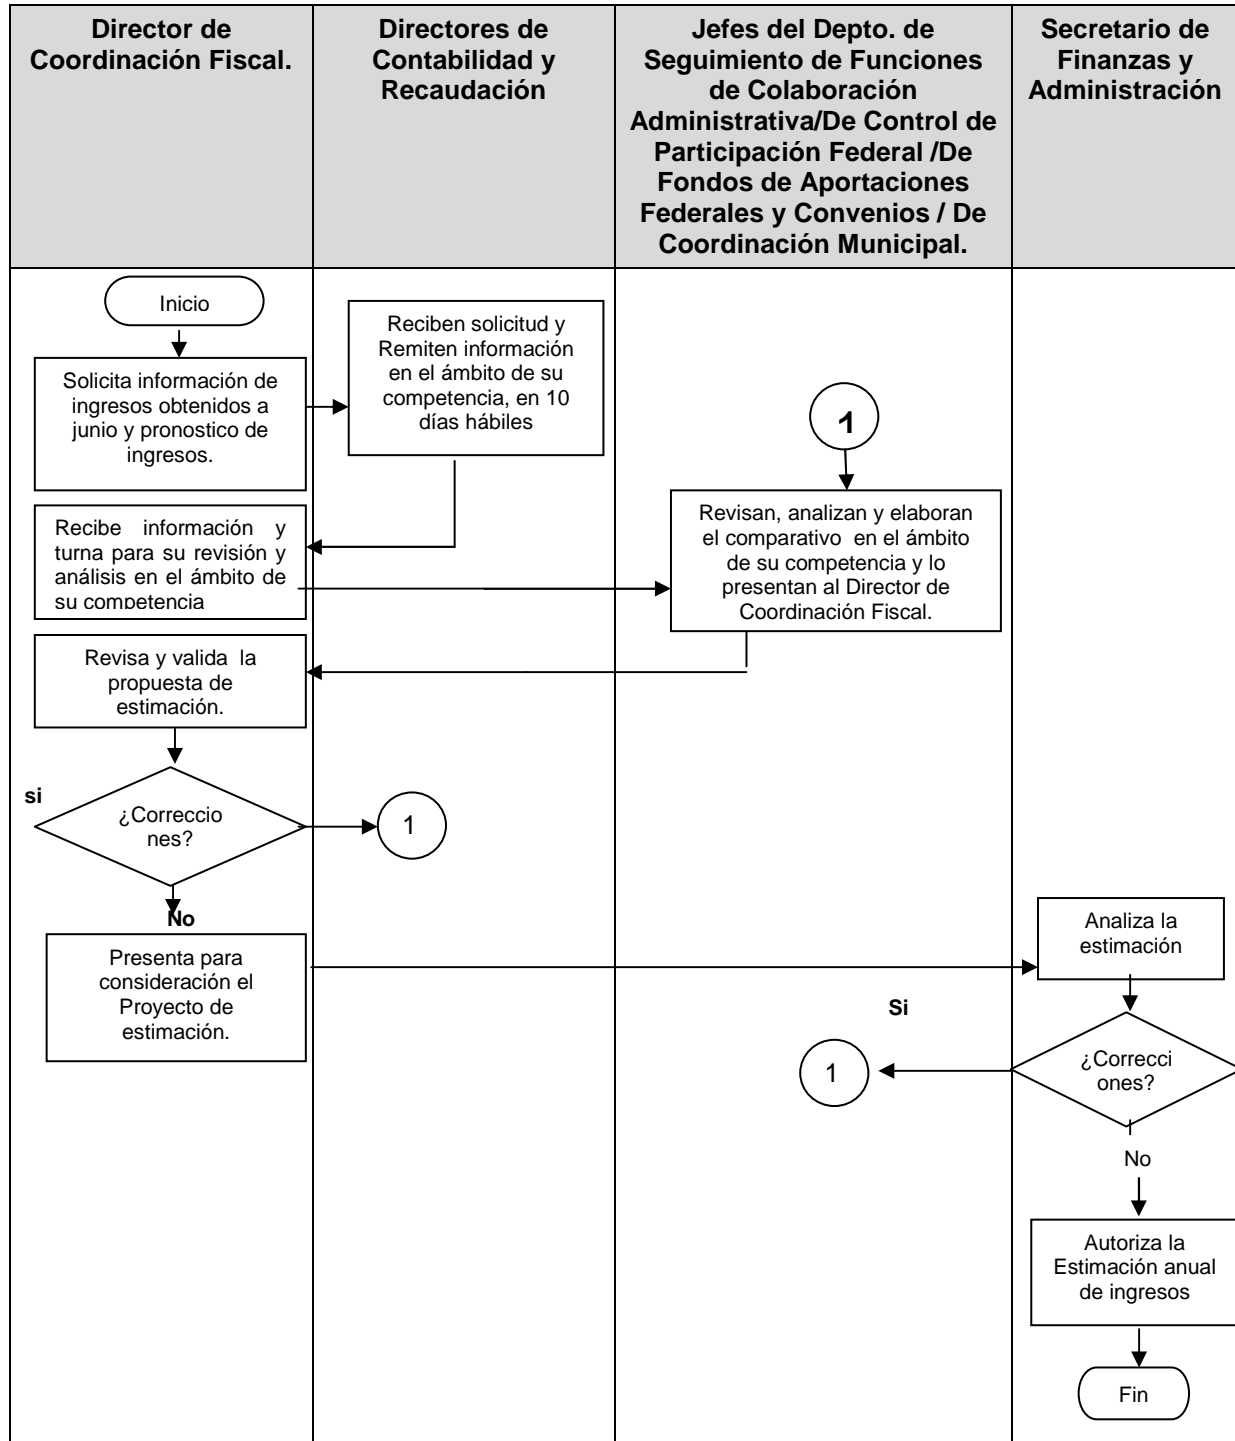 Director de
Coordinación Fiscal.
Directores de
Contabilidad y
Recaudación
Jefes del Depto. de
Seguimiento de Funciones
de Colaboración
Administrativa/De Control de
Participación Federal /De
Fondos de Aportaciones
Federales y Convenios / De
Coordinación Municipal.
Secretario de
Finanzas y
Administración
Inicio
Solicita información de
ingresos obtenidos a
junio y pronostico de
ingresos.
Reciben solicitud y
Remiten información
en el ámbito de su
competencia, en 10
días hábiles
1
Recibe información y
turna para su revisión y
análisis en el ámbito de
su competencia
Revisan, analizan y elaboran
el comparativo en el ámbito
de su competencia y lo
presentan al Director de
Coordinación Fiscal.
Revisa y valida la
propuesta de
estimación.
si
¿Correccio
nes?
1
No
Presenta para
consideración el
Proyecto de
estimación.
Analiza la
estimación
Si
1
¿Correcci
ones?
No
Autoriza la
Estimación anual
de ingresos
Fin